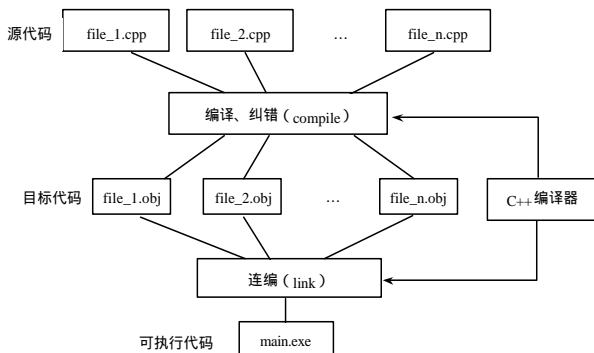 源代码 file_1.cpp file_2.cpp … file_n.cpp
编译、纠错（compile）
目标代码 file_1.obj file_2.obj … file_n.obj C++编译器
连编（link）
可执行代码 main.exe